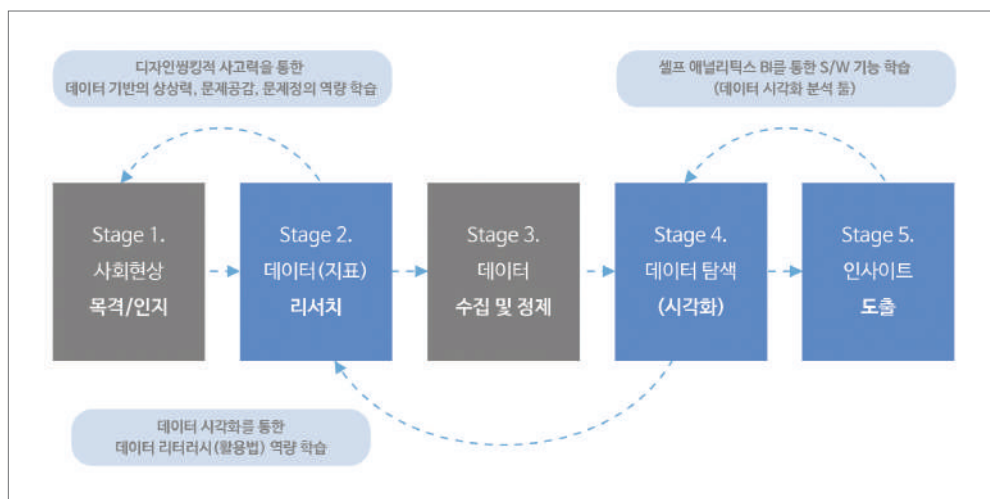 디자인씽킹적 사고력을 통한
데이터 기반의 상상력, 문제공감, 문제정의 역량 학습
셀프 애널리틱스 BI를 통한 S/W 기능 학습
(데이터 시각화 분석 툴)
Stage 1.
사회현상
목격/인지
Stage 2.
데이터(지표)
리서치
Stage 3.
데이터
수집 및 정제
Stage 4.
데이터 탐색
(시각화)
Stage 5.
인사이트
도출
데이터 시각화를 통한
데이터 리터러시(활용법) 역량 학습